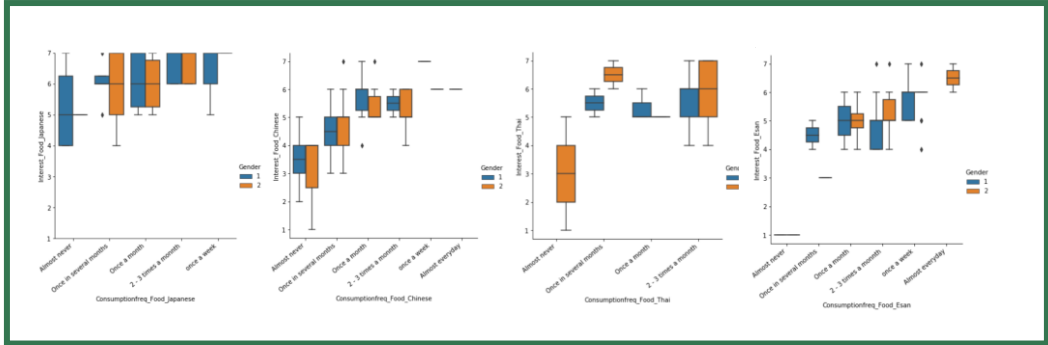 7
6
5
4
3
2
1
Interest_Food_Japanese
Almost never
Once in several months
Once a month
2 - 3 times a monnth
once a week
Consumptionfreq_Food_Japanese
Gender
1
2
7
6
5
4
3
2
1
Interest_Food_Chinese
Almost never
Once in several months
Once a month
2 - 3 times a monnth
once a week
Almost everyday
Consumptionfreq_Food_Chinese
Gender
1
2
7
6
5
4
3
2
1
Interest_Food_Thai
Almost never
Once in several months
Once a month
2 - 3 times a monnth
Consumptionfreq_Food_Thai
Gen
7
6
5
4
3
2
1
Interest_Food_Esan
Almost never
Once in several months
Once a month
2 - 3 times a monnth
once a week
Almost everyday
Consumptionfreq_Food_Esan
Gender
1
2